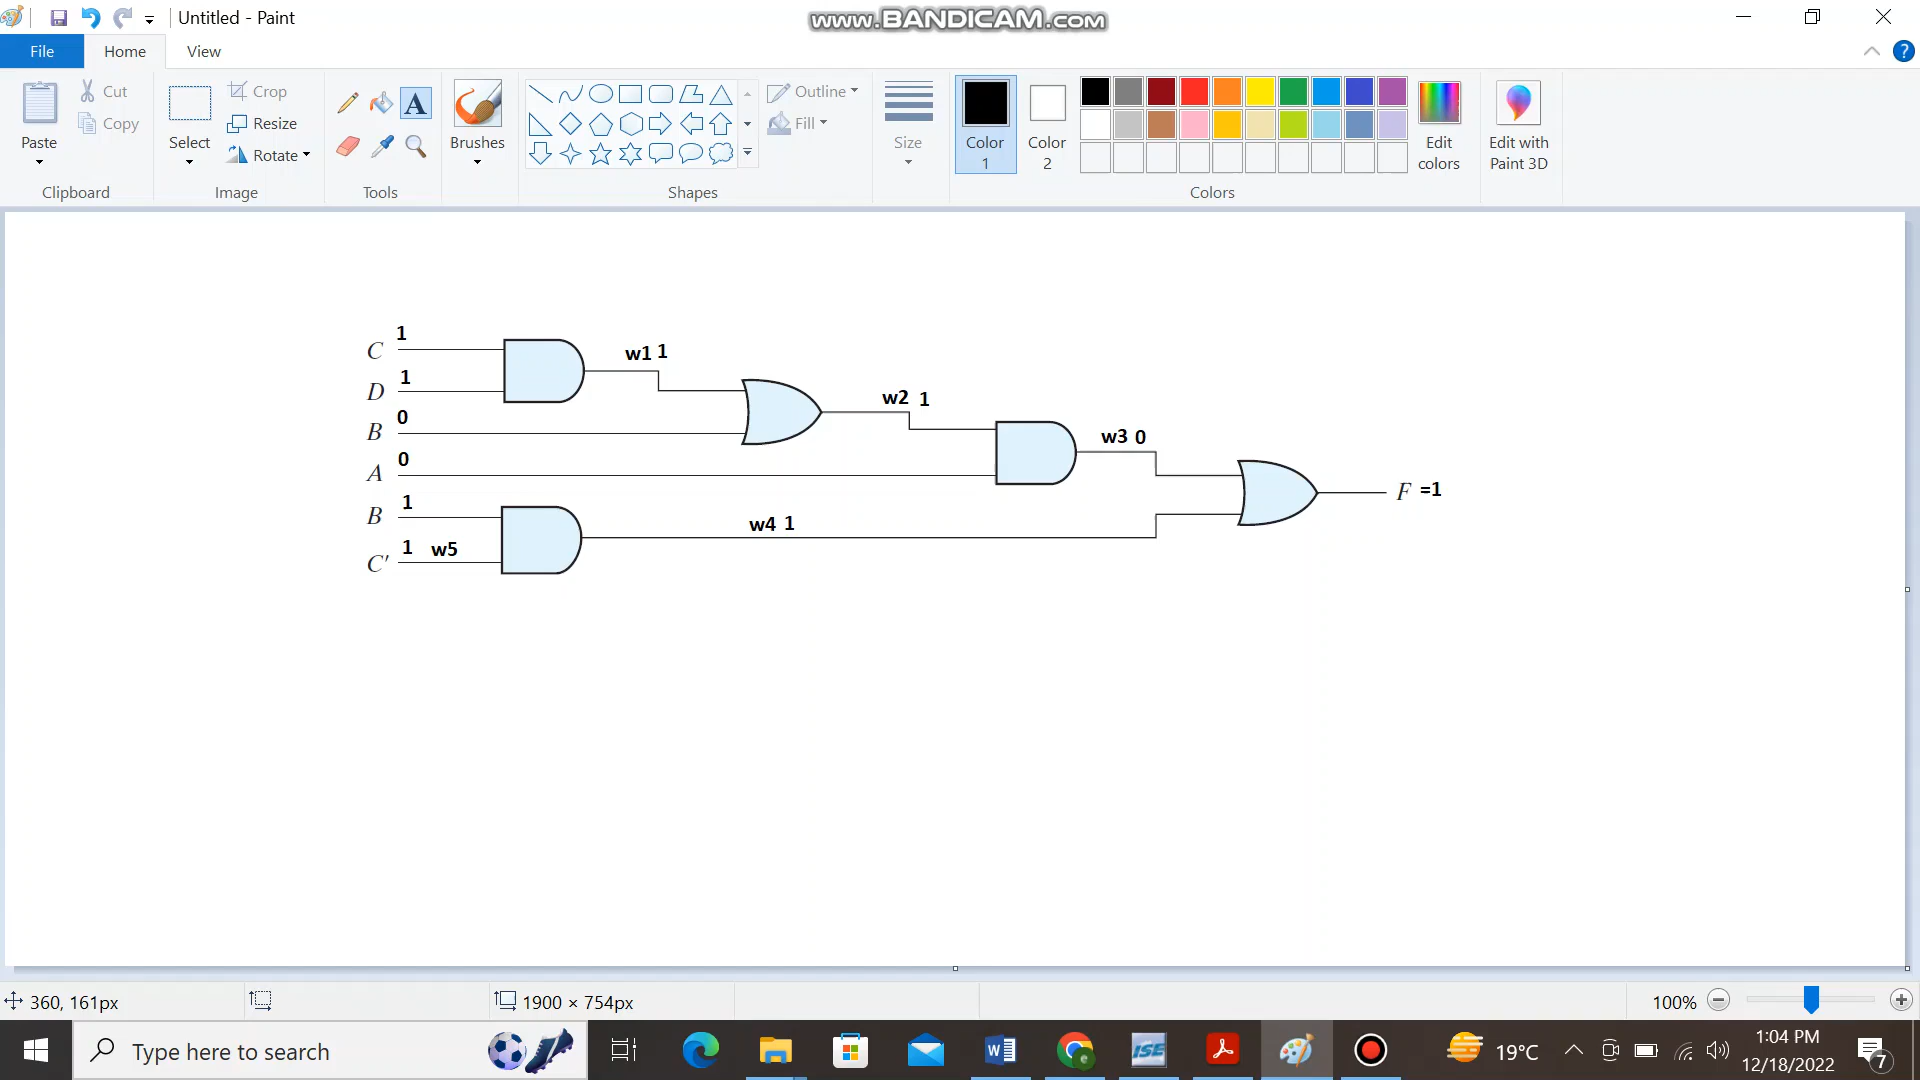 Untitled - Paint
www.BANDICAM.com
File Home View
?
Paste
Cut
Copy
Clipboard
Select
Crop
Resize
Rotate
Image
A
Tools
Brushes
Shapes
Outline
Fill
Size
Color 1
Color 2
Colors
Edit colors
Edit with Paint 3D
C 1
D 1
B 0
A 0
B 1
C' 1 w5
w1 1
w2 1
w3 0
w4 1
F =1
360, 161px
1900 × 754px
100%
Type here to search
W
ISE
19°C
1:04 PM
12/18/2022
7